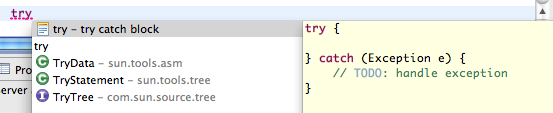 try
try – try catch block
try
TryData – sun.tools.asm
TryStatement – sun.tools.tree
TryTree – com.sun.source.tree
try {
} catch (Exception e) {
// TODO: handle exception
}
Pro
erver